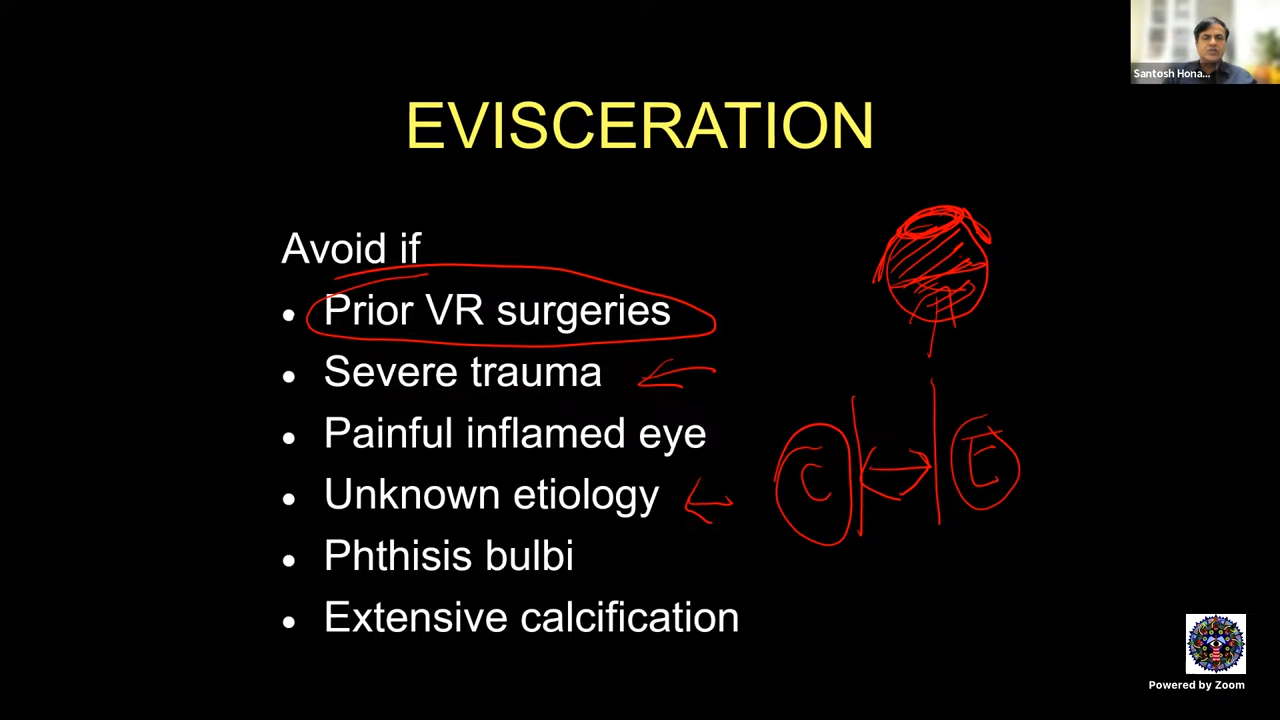 Santosh Hona...
EVISCERATION
Avoid if
• Prior VR surgeries
• Severe trauma
• Painful inflamed eye
• Unknown etiology
• Phthisis bulbi
• Extensive calcification
C E
Powered by Zoom